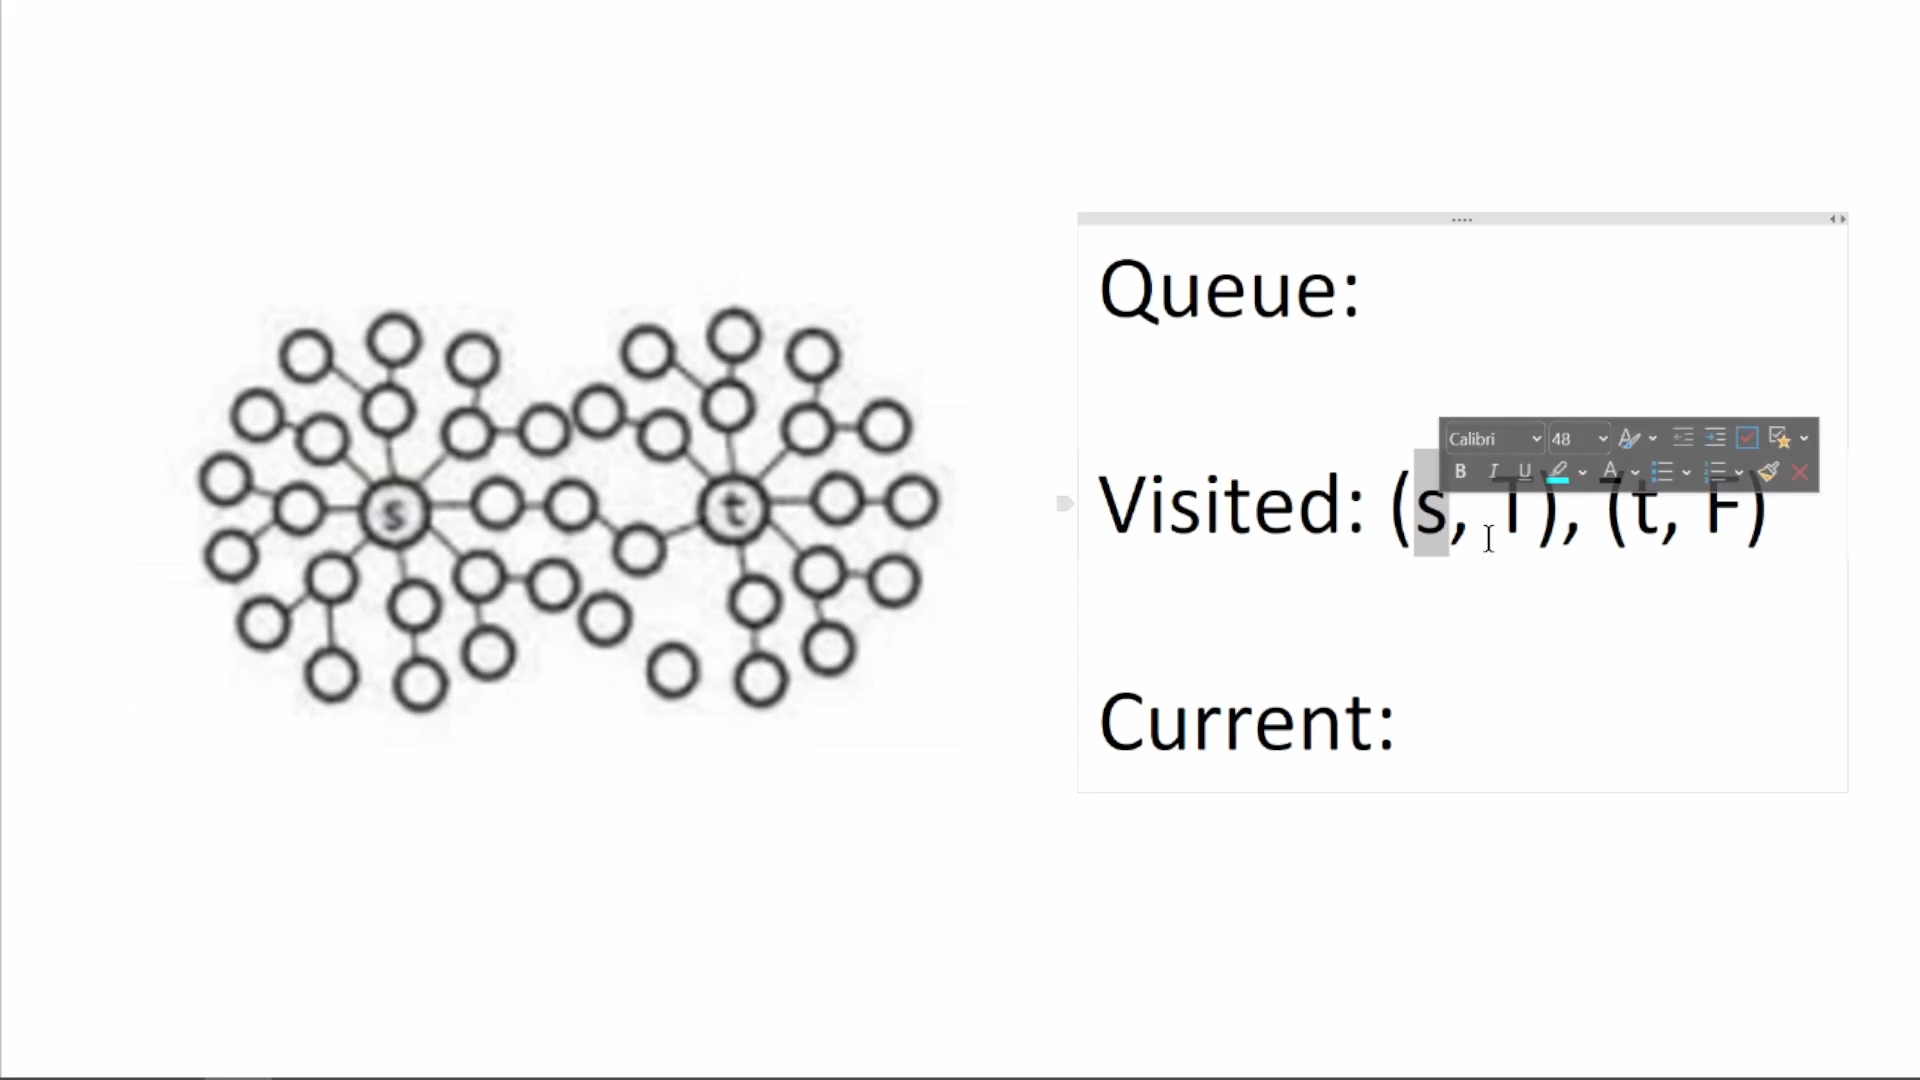 s
t
Queue:
Calibri 48
B I U A
Visited: (s, T), (t, F)
Current: